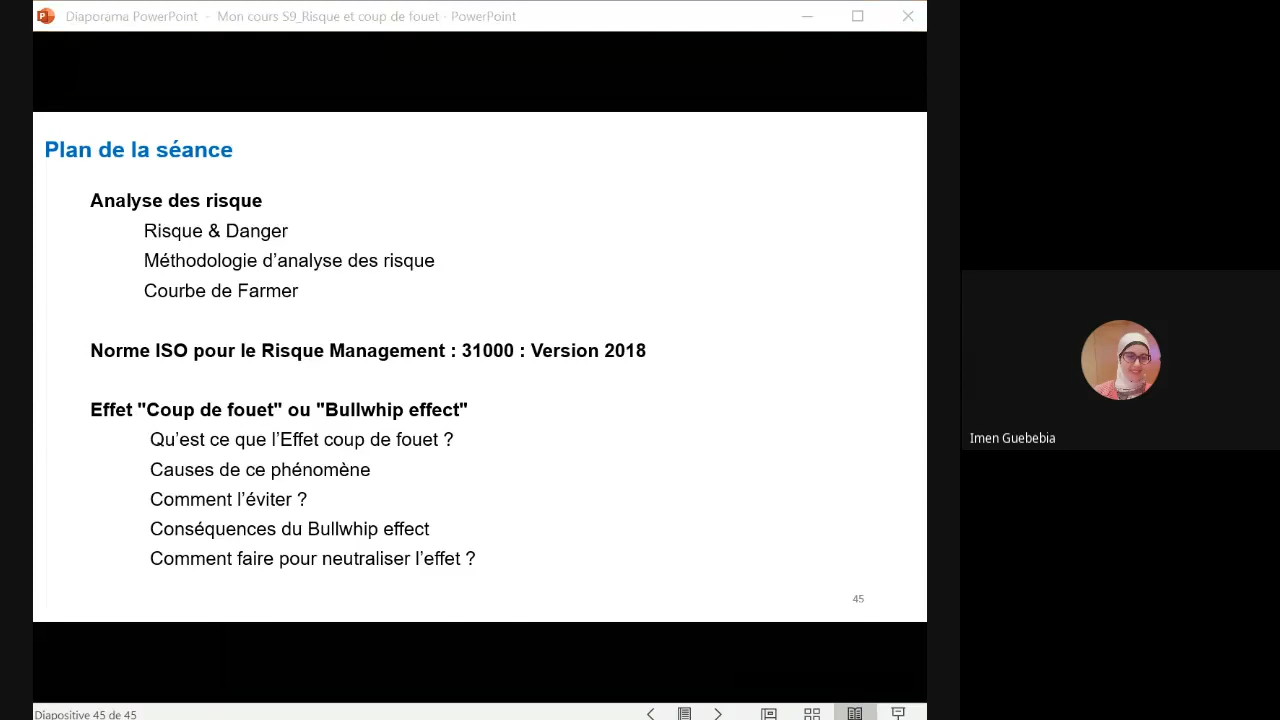 Diaporama PowerPoint - Mon cours S9_Risque et coup de fouet - PowerPoint
Plan de la séance
Analyse des risque
Risque & Danger
Méthodologie d’analyse des risque
Courbe de Farmer
Norme ISO pour le Risque Management : 31000 : Version 2018
Effet "Coup de fouet" ou "Bullwhip effect"
Qu’est ce que l’Effet coup de fouet ?
Causes de ce phénomène
Comment l’éviter ?
Conséquences du Bullwhip effect
Comment faire pour neutraliser l’effet ?
45
Diapositive 45 de 45
Imen Guebebia